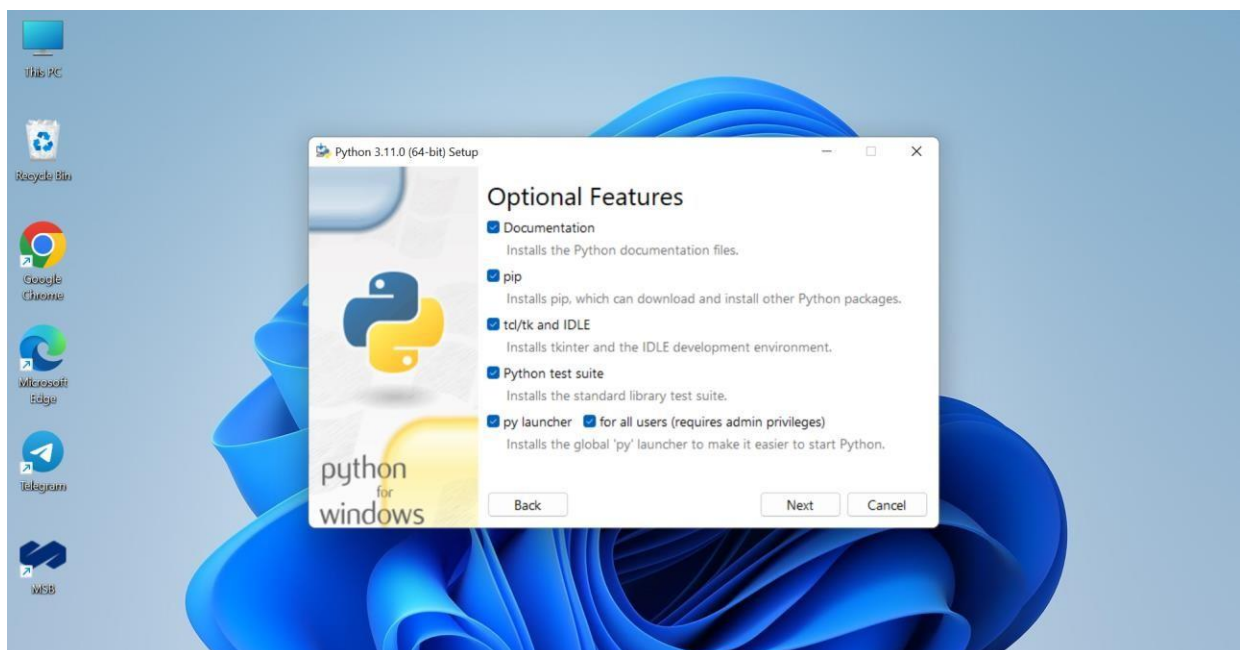 This PC
Recycle Bin
Google
Chrome
Microsoft
Edge
Telegram
MSB
Python 3.11.0 (64-bit) Setup
Optional Features
Documentation
Installs the Python documentation files.
pip
Installs pip, which can download and install other Python packages.
tcl/tk and IDLE
Installs tkinter and the IDLE development environment.
Python test suite
Installs the standard library test suite.
py launcher for all users (requires admin privileges)
Installs the global 'py' launcher to make it easier to start Python.
python
for
windows
Back Next Cancel